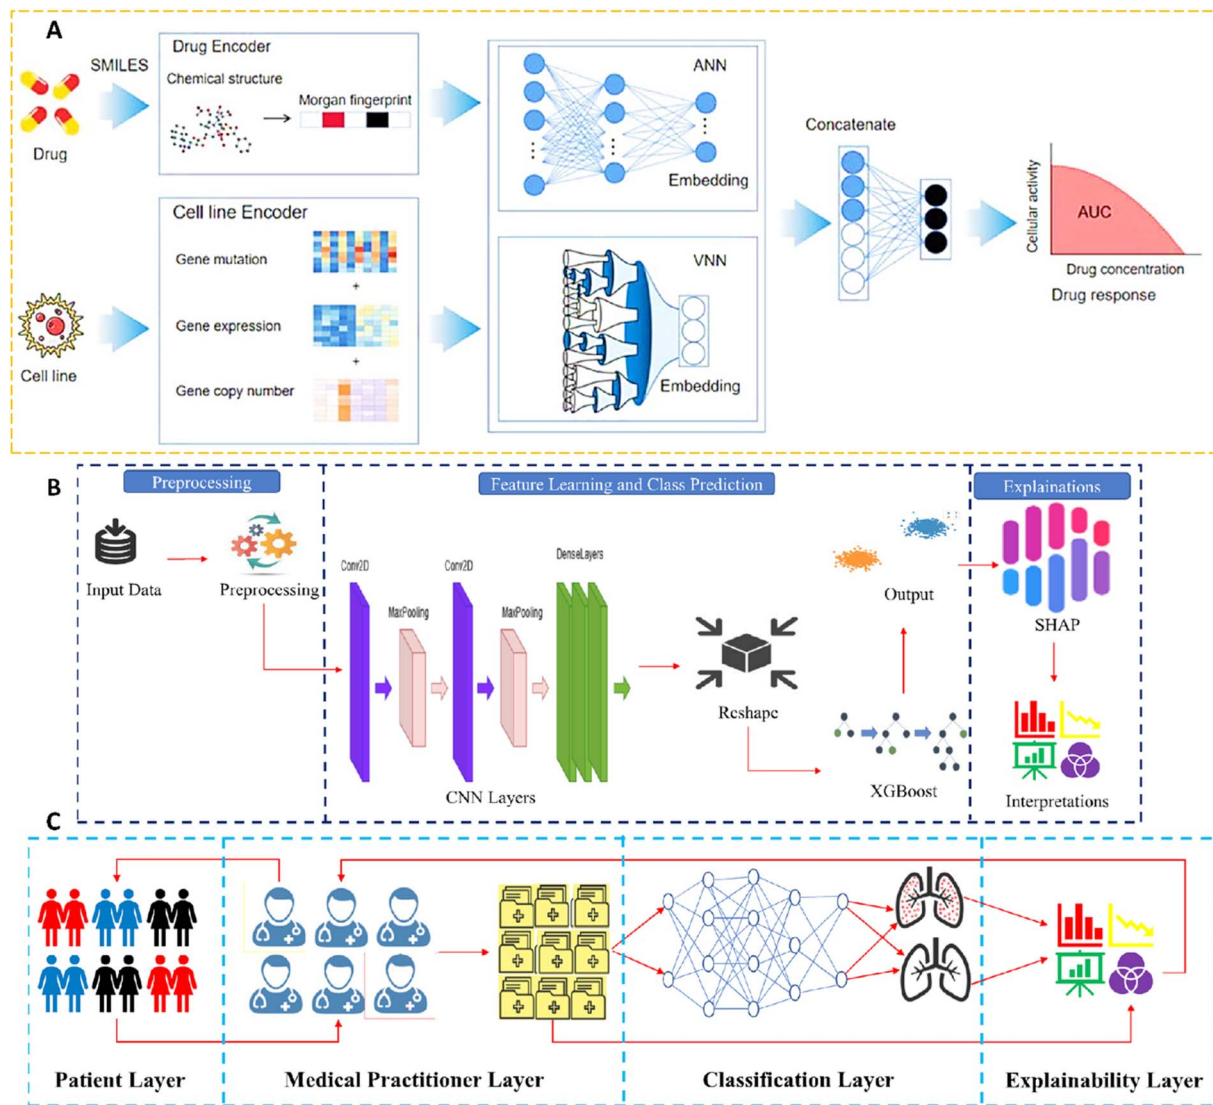 A
SMILES
Drug
Drug Encoder
Chemical structure
Morgan fingerprint
Cell line
Cell line Encoder
Gene mutation
+
Gene expression
+
Gene copy number
ANN
Embedding
VNN
Embedding
Concatenate
Cellular activity
AUC
Drug concentration
Drug response
B
Preprocessing
Input Data
Preprocessing
Feature Learning and Class Prediction
Conv2D
MaxPooling
Conv2D
MaxPooling
DenseLayers
CNN Layers
Reshape
XGBoost
Output
Explainations
SHAP
Interpretations
C
Patient Layer
Medical Practitioner Layer
Classification Layer
Explainability Layer